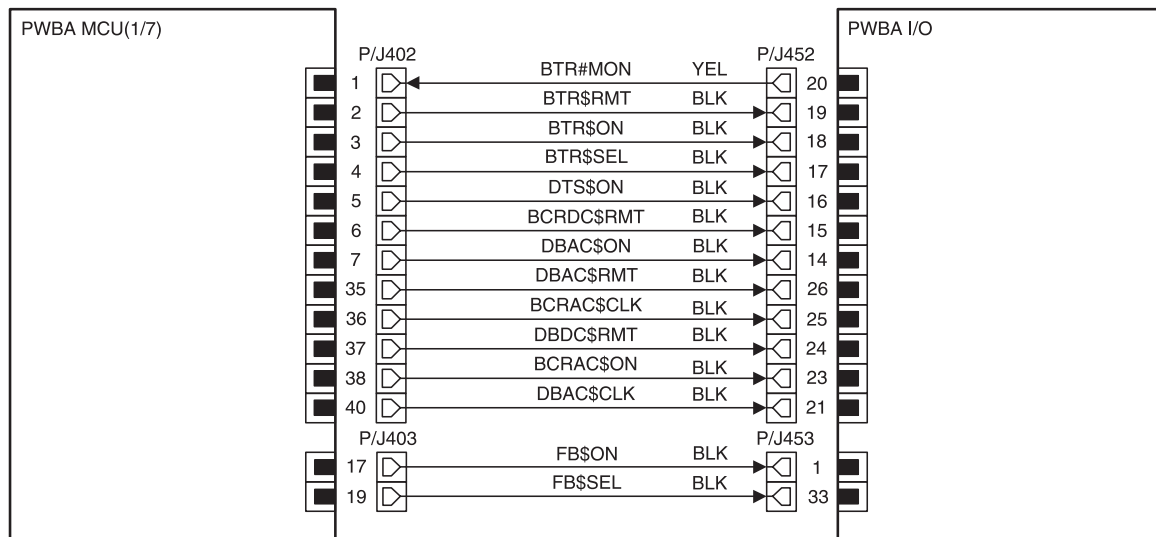 PWBA MCU(1/7)
PWBA I/O
P/J402
P/J452
1 BTR#MON YEL 20
2 BTR$RMT BLK 19
3 BTR$ON BLK 18
4 BTR$SEL BLK 17
5 DTS$ON BLK 16
6 BCRDC$RMT BLK 15
7 DBAC$ON BLK 14
35 DBAC$RMT BLK 26
36 BCRAC$CLK BLK 25
37 DBDC$RMT BLK 24
38 BCRAC$ON BLK 23
40 DBAC$CLK BLK 21
P/J403
P/J453
17 FB$ON BLK 1
19 FB$SEL BLK 33